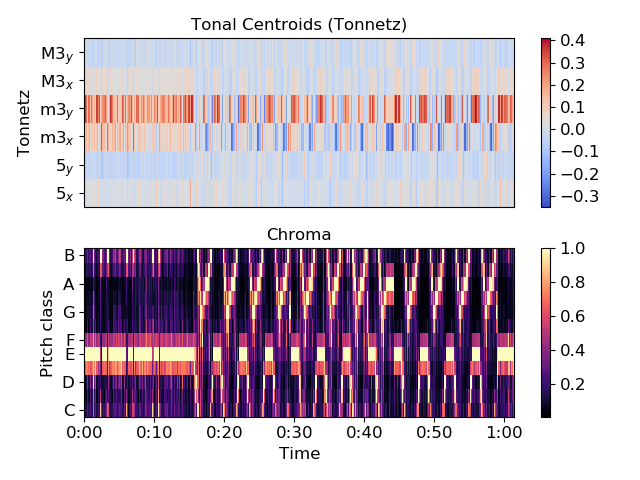 Tonal Centroids (Tonnetz)
M3y
M3x
m3y
m3x
5y
5x
Tonnetz
0.4
0.3
0.2
0.1
0.0
−0.1
−0.2
−0.3
Chroma
B
A
G
F
E
D
C
Pitch class
1.0
0.8
0.6
0.4
0.2
0:00 0:10 0:20 0:30 0:40 0:50 1:00
Time